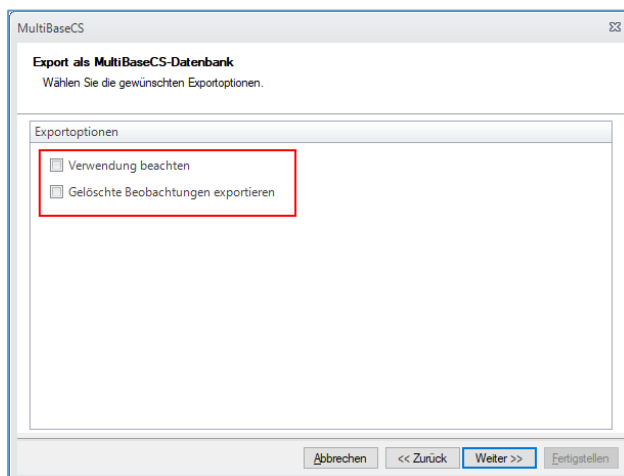 MultiBaseCS
Export als MultiBaseCS-Datenbank
Wählen Sie die gewünschten Exportoptionen.
Exportoptionen
Verwendung beachten
Gelöschte Beobachtungen exportieren
Abbrechen
<< Zurück
Weiter >>
Fertigstellen